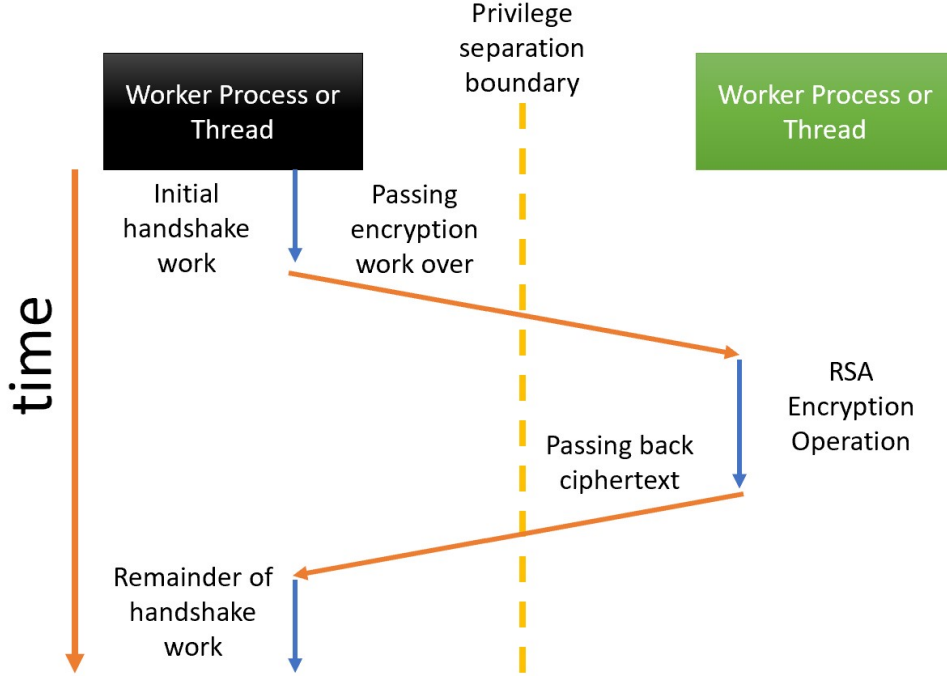 Privilege
separation
boundary
Worker Process or
Thread
Worker Process or
Thread
Initial
handshake
work
Passing
encryption
work over
time
RSA
Encryption
Operation
Passing back
ciphertext
Remainder of
handshake
work